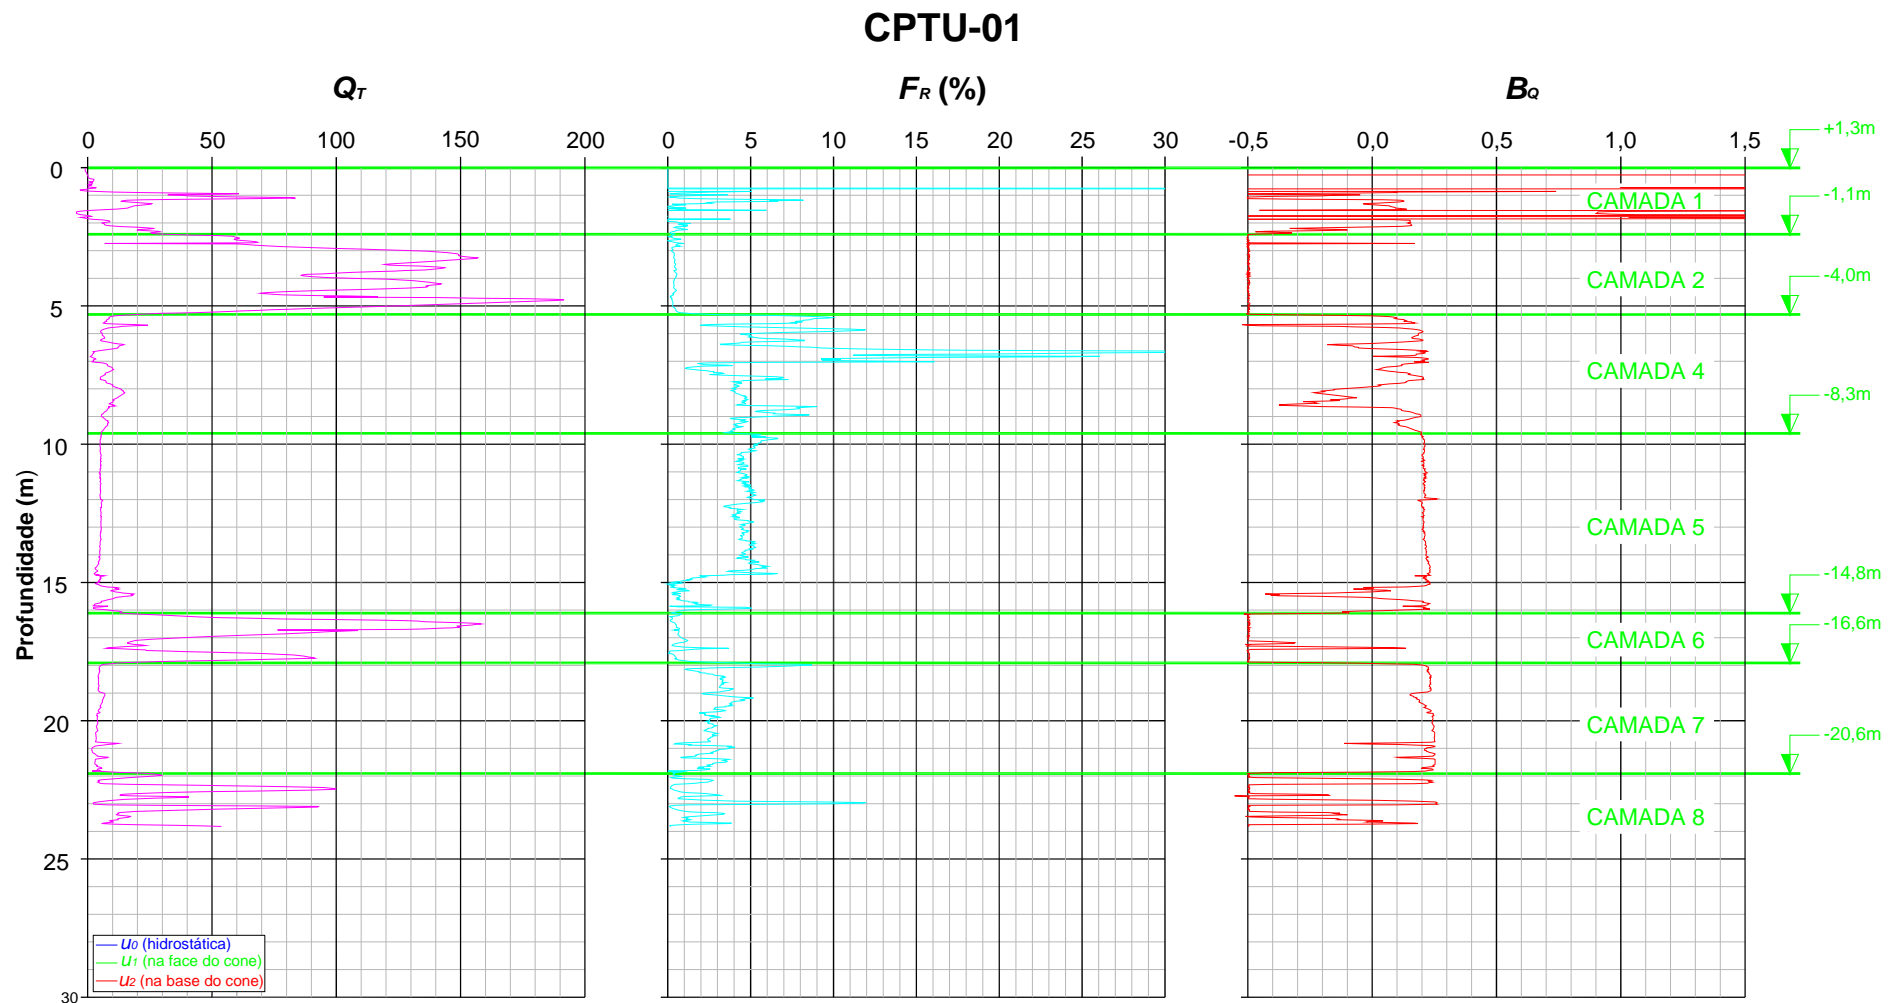 CPTU-01
QT
FR (%)
BQ
0 50 100 150 200
0 5 10 15 20 25 30
-0,5 0,0 0,5 1,0 1,5
+1,3m
0
CAMADA 1
-1,1m
CAMADA 2
-4,0m
5
CAMADA 4
-8,3m
10
Profundidade (m)
CAMADA 5
15
-14,8m
-16,6m
CAMADA 6
20
CAMADA 7
-20,6m
CAMADA 8
25
u0 (hidrostática)
u1 (na face do cone)
u2 (na base do cone)
30